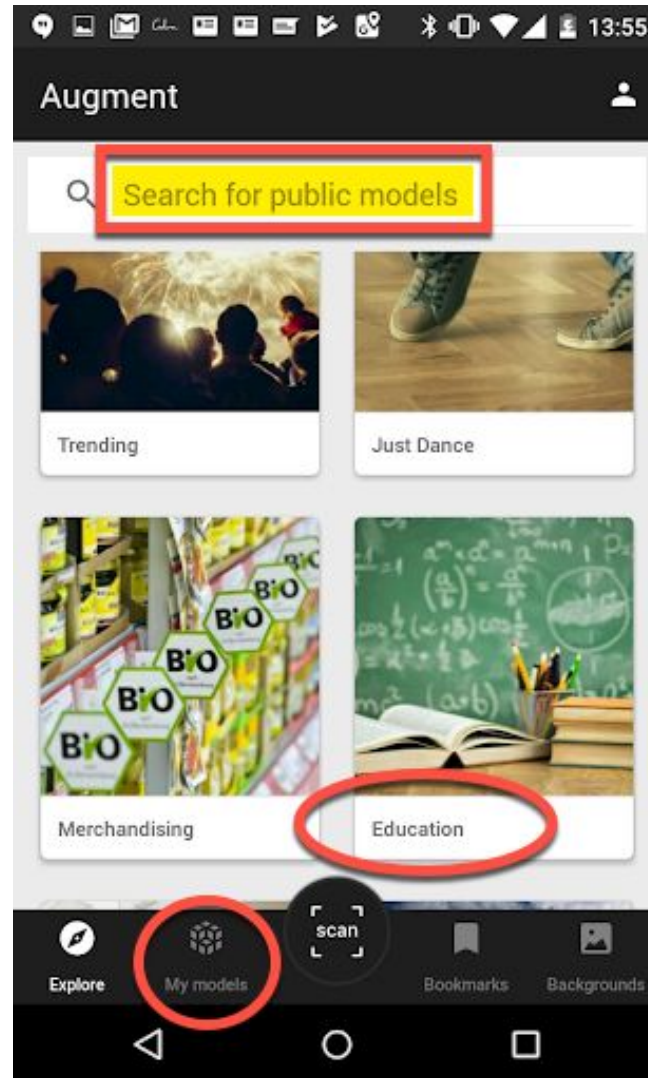 13:55
Augment
Search for public models
Trending
Just Dance
BiO
BiO
BiO
BiO
Merchandising
Education
scan
Explore
My models
Bookmarks
Backgrounds